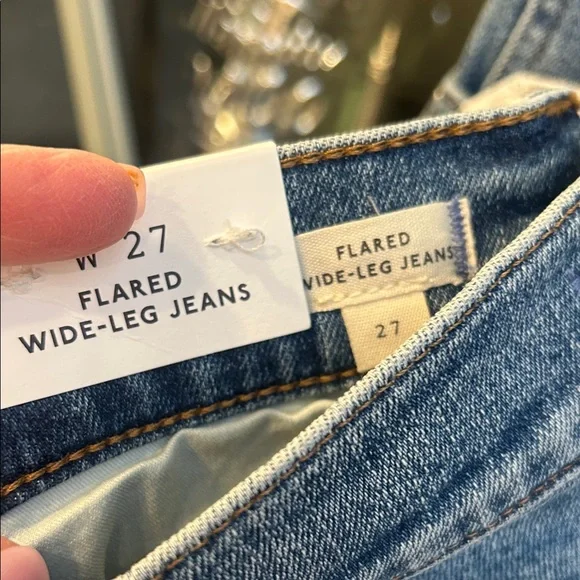 W 27
FLARED
WIDE-LEG JEANS
FLARED
WIDE-LEG JEANS
27